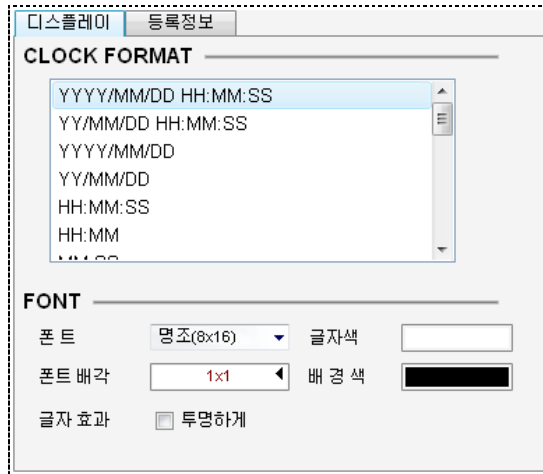 디스플레이 등록정보
CLOCK FORMAT
YYYY/MM/DD HH:MM:SS
YY/MM/DD HH:MM:SS
YYYY/MM/DD
YY/MM/DD
HH:MM:SS
HH:MM
FONT
폰 트 명조(8x16) 글자색
폰트 배각 1x1 배 경 색
글자 효과 투명하게